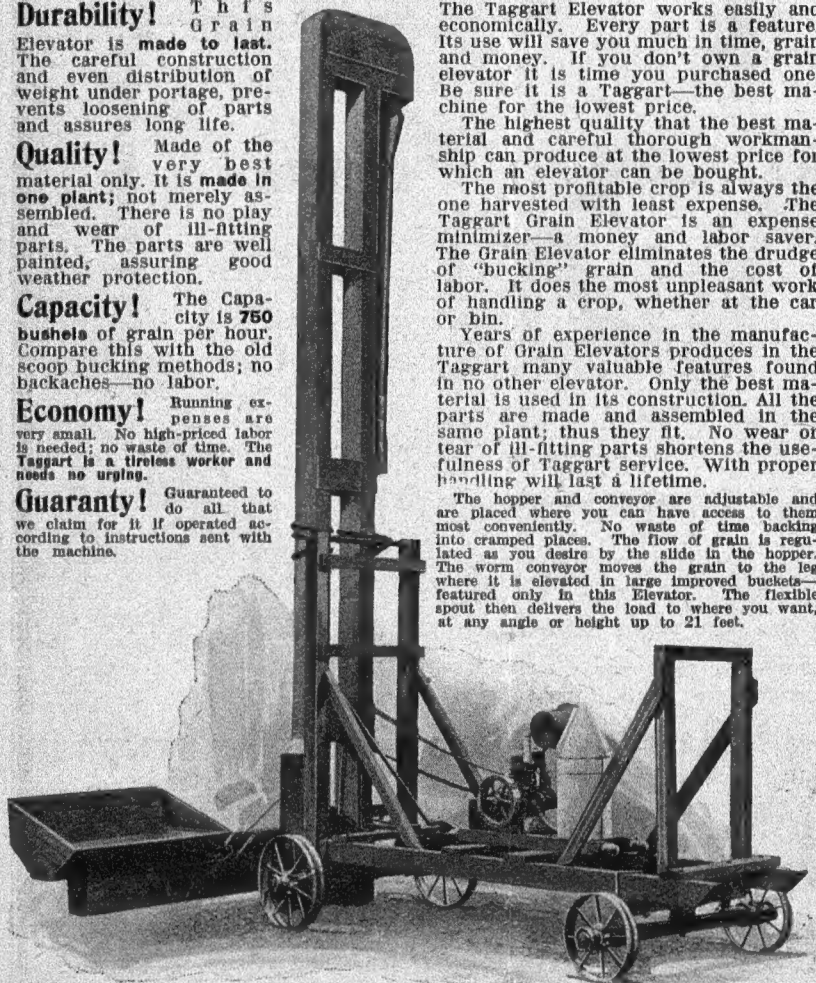 Durability! This
Grain
Elevator is made to last.
The careful construction
and even distribution of
weight under portage, pre-
vents loosening of parts
and assures long life.
Quality! Made of the
very best
material only. It is made in
one plant; not merely as-
sembled. There is no play
and wear of ill-fitting
parts. The parts are well
painted, assuring good
weather protection.
Capacity! The Capa-
city is 750
bushels of grain per hour.
Compare this with the old
scoop bucking methods; no
backaches—no labor.
Economy! Running ex-
penses are
very small. No high-priced labor
is needed; no waste of time. The
Taggart is a tireless worker and
needs no urging.
Guaranty! Guaranteed to
do all that
we claim for it if operated ac-
cording to instructions sent with
the machine.
The Taggart Elevator works easily and
economically. Every part is a feature.
Its use will save you much in time, grain
and money. If you don't own a grain
elevator it is time you purchased one.
Be sure it is a Taggart—the best ma-
chine for the lowest price.
The highest quality that the best ma-
terial and careful thorough workman-
ship can produce at the lowest price for
which an elevator can be bought.
The most profitable crop is always the
one harvested with least expense. The
Taggart Grain Elevator is an expense
minimizer—a money and labor saver.
The Grain Elevator eliminates the drudge
of "bucking" grain and the cost of
labor. It does the most unpleasant work
of handling a crop, whether at the car
or bin.
Years of experience in the manufac-
ture of Grain Elevators produces in the
Taggart many valuable features found
in no other elevator. Only the best ma-
terial is used in its construction. All the
parts are made and assembled in the
same plant; thus they fit. No wear or
tear of ill-fitting parts shortens the use-
fulness of Taggart service. With proper
handling will last a lifetime.
The hopper and conveyor are adjustable and
are placed where you can have access to them
most conveniently. No waste of time backing
into cramped places. The flow of grain is regu-
lated as you desire by the slide in the hopper.
The worm conveyor moves the grain to the leg
where it is elevated in large improved buckets—
featured only in this Elevator. The flexible
spout then delivers the load to where you want,
at any angle or height up to 21 feet.